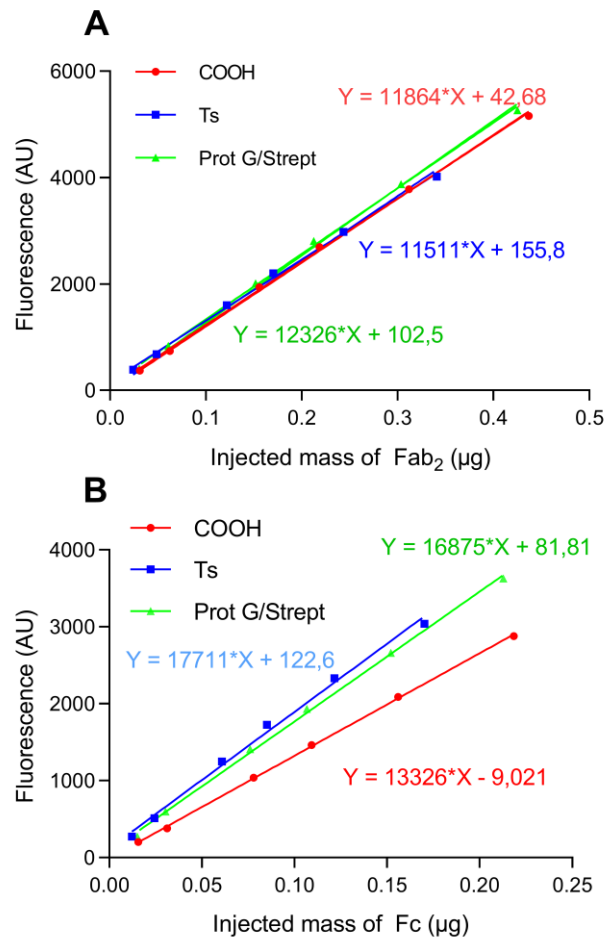 A
6000
4000
2000
0
Fluorescence (AU)
COOH
Ts
Prot G/Strept
Y = 11864*X + 42,68
Y = 11511*X + 155,8
Y = 12326*X + 102,5
0.0 0.1 0.2 0.3 0.4 0.5
Injected mass of Fab₂ (µg)
B
4000
3000
2000
1000
0
Fluorescence (AU)
COOH
Ts
Prot G/Strept
Y = 16875*X + 81,81
Y = 17711*X + 122,6
Y = 13326*X - 9,021
0.00 0.05 0.10 0.15 0.20 0.25
Injected mass of Fc (µg)